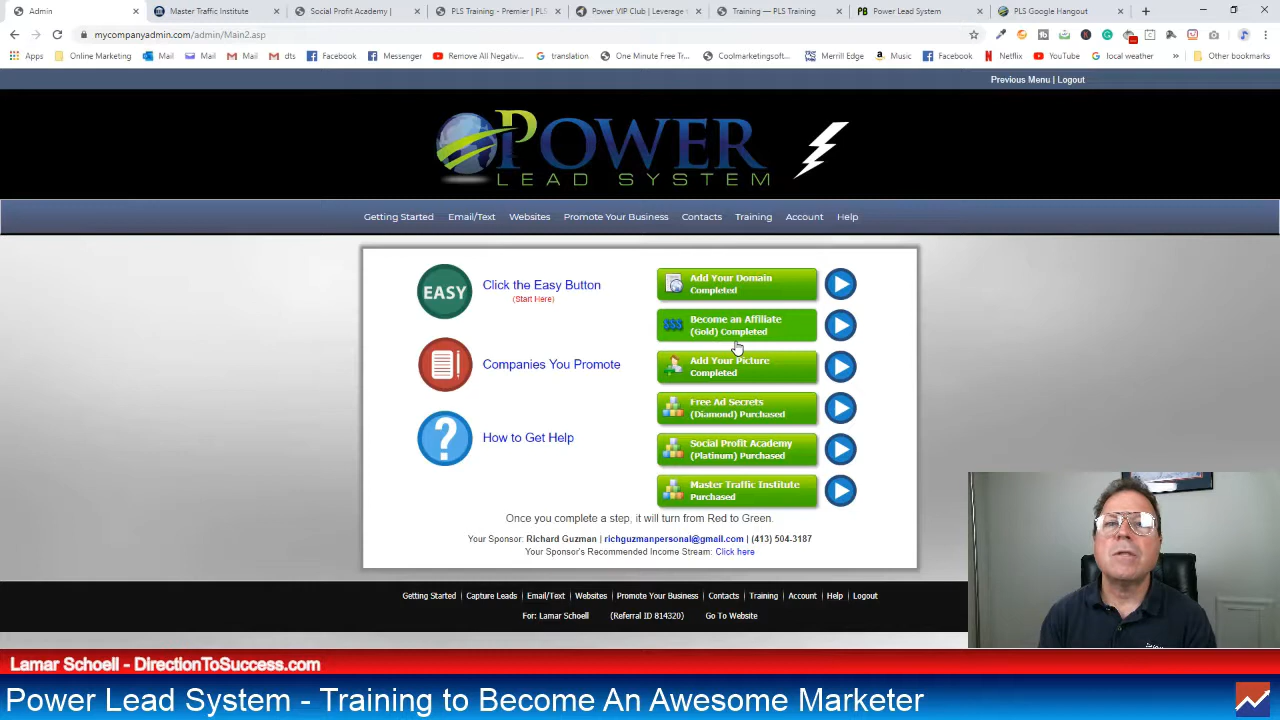 Admin
Master Traffic Institute
Social Profit Academy |
PLS Training - Premier | PLS
Power VIP Club | Leverage
Training — PLS Training
Power Lead System
PLS Google Hangout
mycompanyadmin.com/admin/Main2.asp
Apps
Online Marketing
Mail
Mail
Mail
dts
Facebook
Messenger
Remove All Negativ...
translation
One Minute Free Tr...
Coolmarketingsoft...
Merrill Edge
Music
Facebook
Netflix
YouTube
local weather
Other bookmarks
Previous Menu | Logout
POWER
LEAD SYSTEM
Getting Started Email/Text Websites Promote Your Business Contacts Training Account Help
EASY
Click the Easy Button
(Start Here)
Companies You Promote
?
How to Get Help
Add Your Domain
Completed
$$$
Become an Affiliate
(Gold) Completed
Add Your Picture
Completed
Free Ad Secrets
(Diamond) Purchased
Social Profit Academy
(Platinum) Purchased
Master Traffic Institute
Purchased
Once you complete a step, it will turn from Red to Green.
Your Sponsor: Richard Guzman | richguzmanpersonal@gmail.com | (413) 504-3187
Your Sponsor's Recommended Income Stream: Click here
Getting Started | Capture Leads | Email/Text | Websites | Promote Your Business | Contacts | Training | Account | Help | Logout
For: Lamar Schoell (Referral ID 814320) Go To Website
Lamar Schoell - DirectionToSuccess.com
Power Lead System - Training to Become An Awesome Marketer